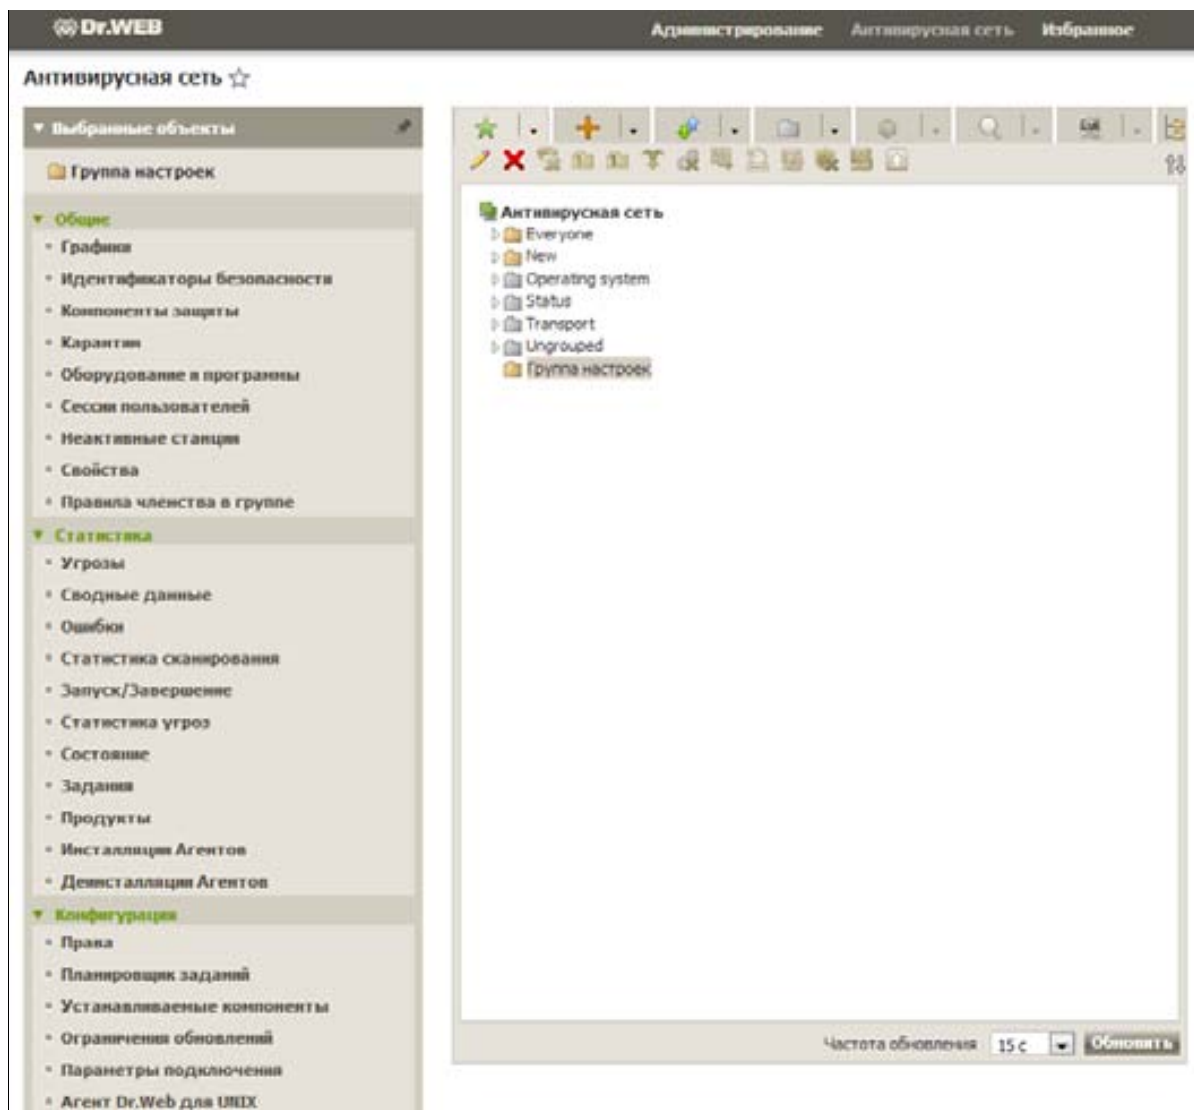 Dr.WEB
Администрирование Антивирусная сеть Избранное
Антивирусная сеть
Выбранные объекты
Группа настроек
Общие
Графики
Идентификаторы безопасности
Компоненты защиты
Карантин
Оборудование и программы
Сессии пользователей
Неактивные станции
Свойства
Правила членства в группе
Статистика
Угрозы
Сводные данные
Ошибки
Статистика сканирования
Запуск/Завершение
Статистика угроз
Состояние
Задания
Продукты
Инсталляции Агентов
Деинсталляции Агентов
Конфигурация
Права
Планировщик заданий
Устанавливаемые компоненты
Ограничения обновлений
Параметры подключения
Агент Dr.Web для UNIX
Антивирусная сеть
Everyone
New
Operating system
Status
Transport
Ungrouped
Группа настроек
Частота обновления 15 с Обновить